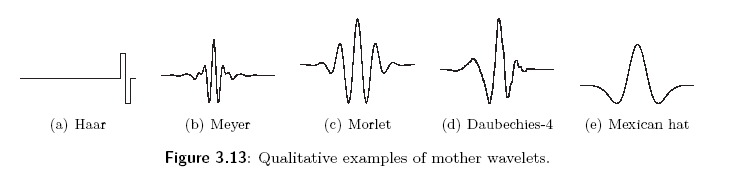 (a) Haar (b) Meyer (c) Morlet (d) Daubechies-4 (e) Mexican hat
Figure 3.13: Qualitative examples of mother wavelets.